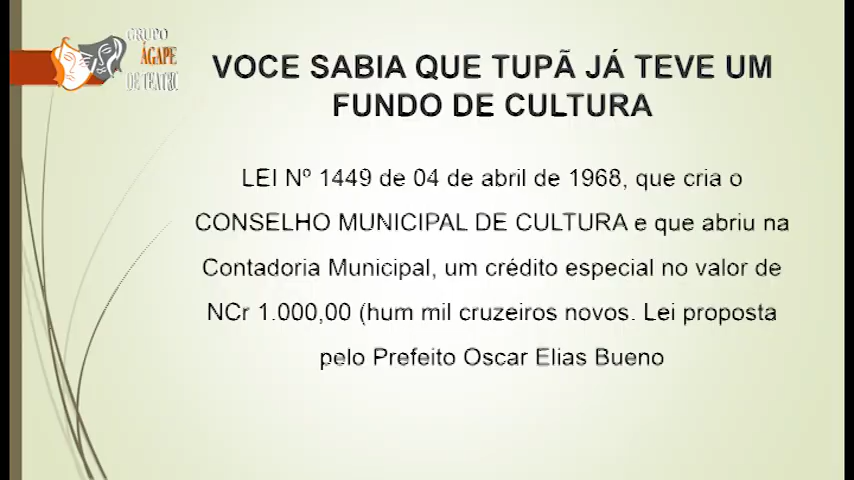 GRUPO
ÁGAPE
DE TEATRO
VOCE SABIA QUE TUPÃ JÁ TEVE UM
FUNDO DE CULTURA
LEI Nº 1449 de 04 de abril de 1968, que cria o
CONSELHO MUNICIPAL DE CULTURA e que abriu na
Contadoria Municipal, um crédito especial no valor de
NCr 1.000,00 (hum mil cruzeiros novos. Lei proposta
pelo Prefeito Oscar Elias Bueno